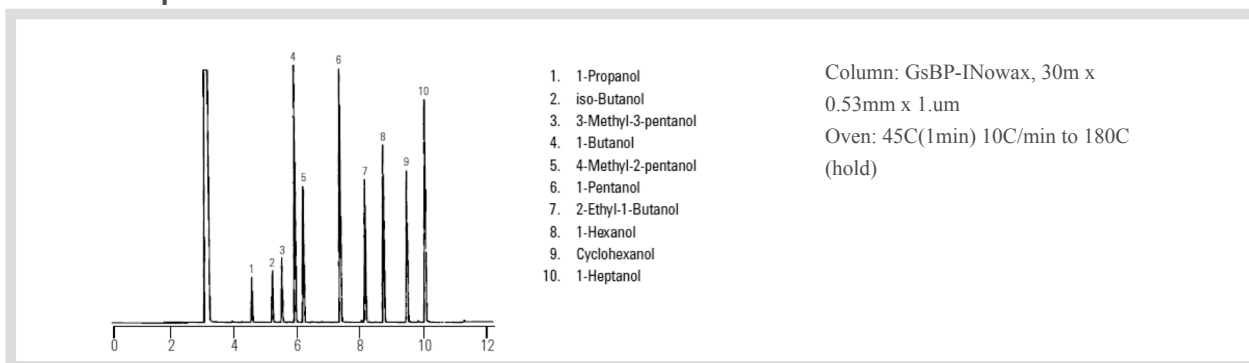 4
6
10
8
9
7
5
3
2
1
0 2 4 6 8 10 12
1. 1-Propanol
2. iso-Butanol
3. 3-Methyl-3-pentanol
4. 1-Butanol
5. 4-Methyl-2-pentanol
6. 1-Pentanol
7. 2-Ethyl-1-Butanol
8. 1-Hexanol
9. Cyclohexanol
10. 1-Heptanol
Column: GsBP-INowax, 30m x
0.53mm x 1.um
Oven: 45C(1min) 10C/min to 180C
(hold)